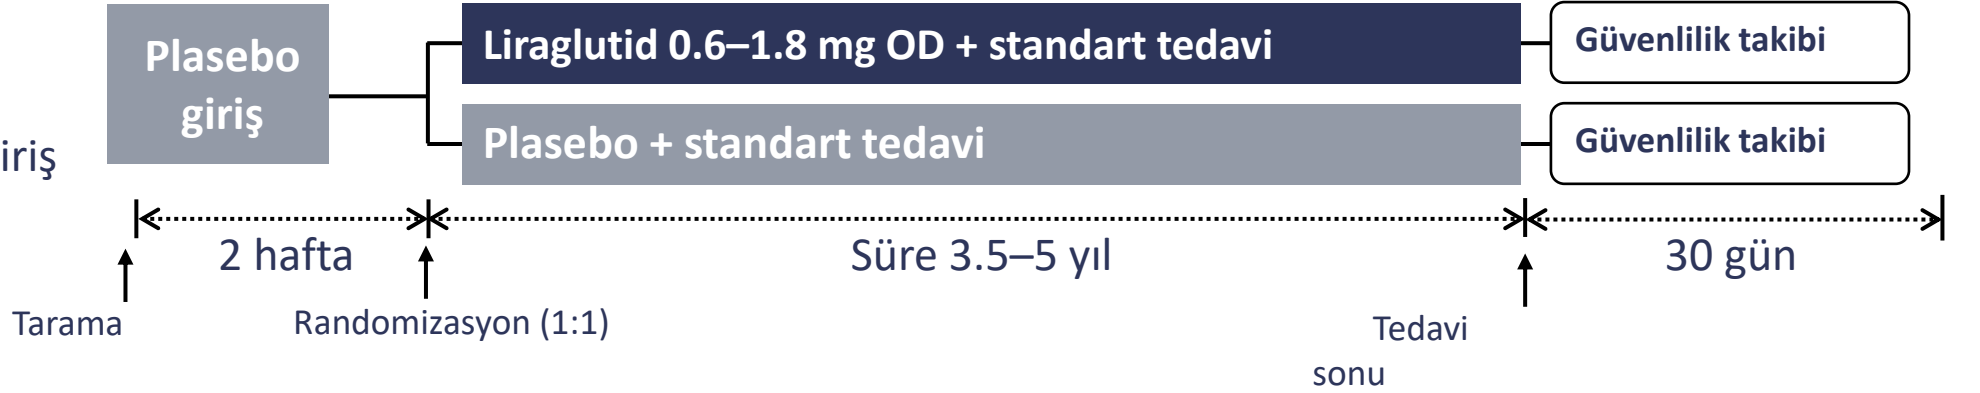 Plasebo
giriş
Liraglutid 0.6–1.8 mg OD + standart tedavi
Güvenlilik takibi
Plasebo + standart tedavi
Güvenlilik takibi
iriş
2 hafta
Süre 3.5–5 yıl
30 gün
Tarama
Randomizasyon (1:1)
Tedavi
sonu